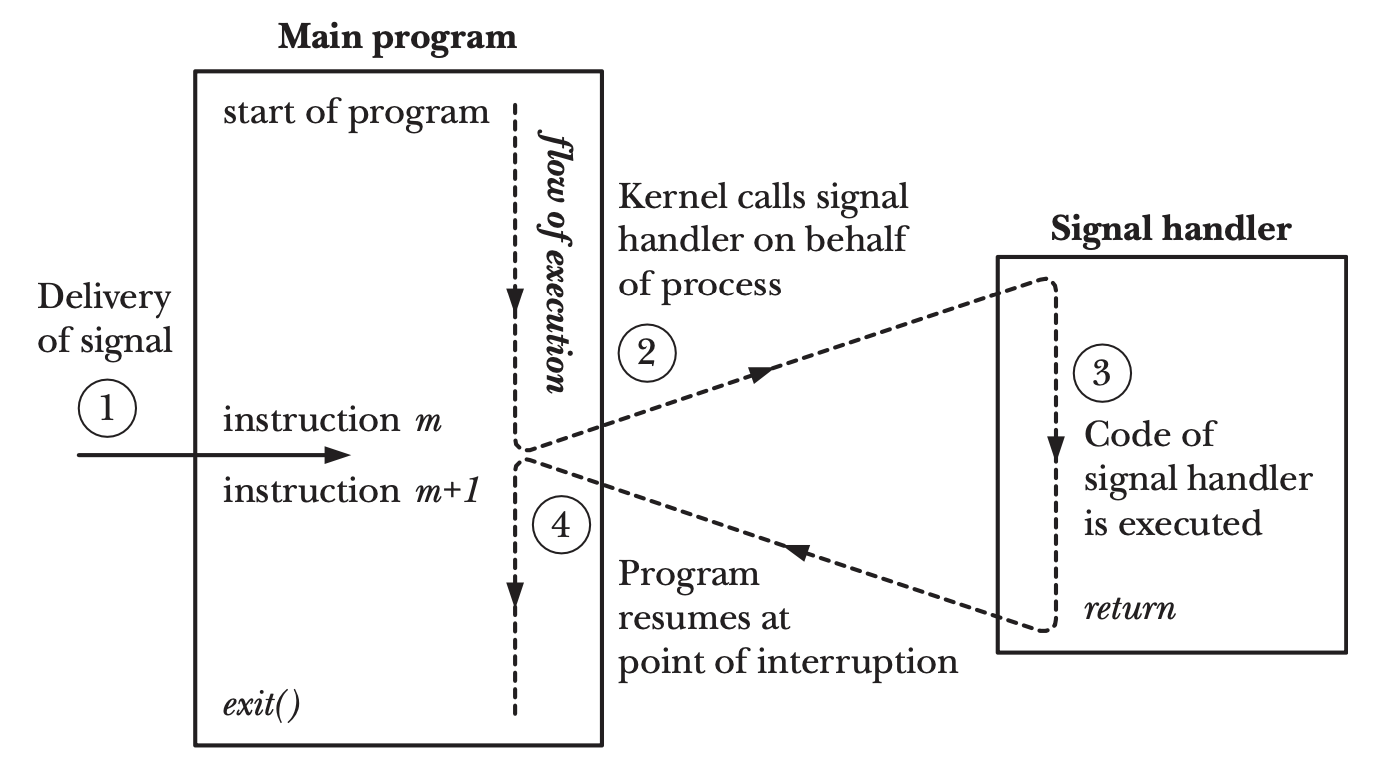 Main program
start of program
flow of execution
Kernel calls signal
handler on behalf
of process
2
Signal handler
Delivery
of signal
1
instruction m
instruction m+1
3
Code of
signal handler
is executed
return
4
Program
resumes at
point of interruption
exit()